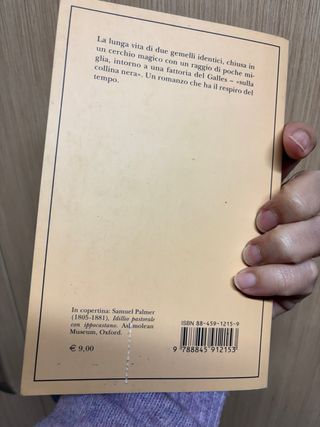 La lunga vita di due gemelli identici, chiusa in
un cerchio magico con un raggio di poche mi-
glia, intorno a una fattoria del Galles – «sulla
collina nera». Un romanzo che ha il respiro del
tempo.
In copertina: Samuel Palmer
(1805-1881), Idillio pastorale
con ippocastano. Ashmolean
Museum, Oxford.
€ 9,00
ISBN 88-459-1215-9
9 788845 912153